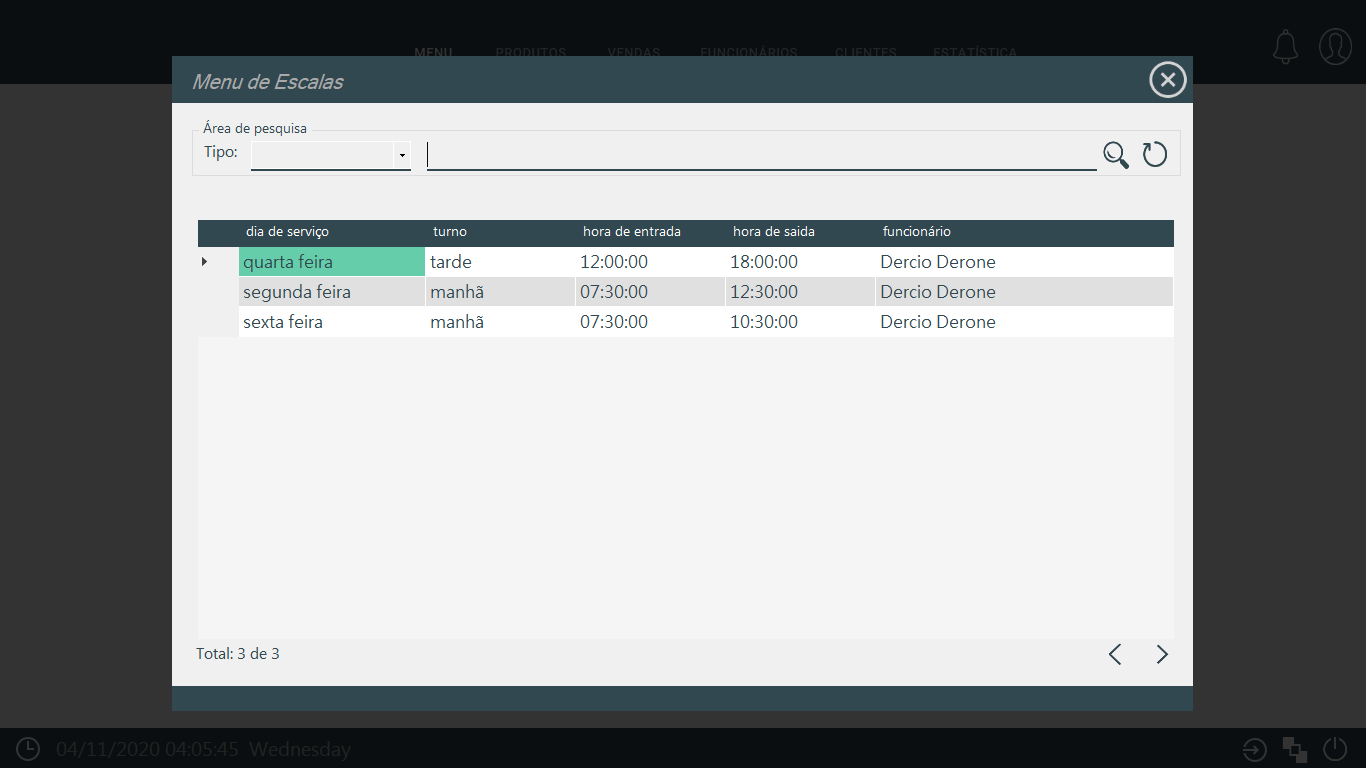 MENU PRODUTOS VENDAS FUNCIONÁRIOS CLIENTES ESTATÍSTICA
Menu de Escalas
Área de pesquisa
Tipo:
dia de serviço turno hora de entrada hora de saida funcionário
quarta feira tarde 12:00:00 18:00:00 Dercio Derone
segunda feira manhã 07:30:00 12:30:00 Dercio Derone
sexta feira manhã 07:30:00 10:30:00 Dercio Derone
Total: 3 de 3
04/11/2020 04:05:45 Wednesday